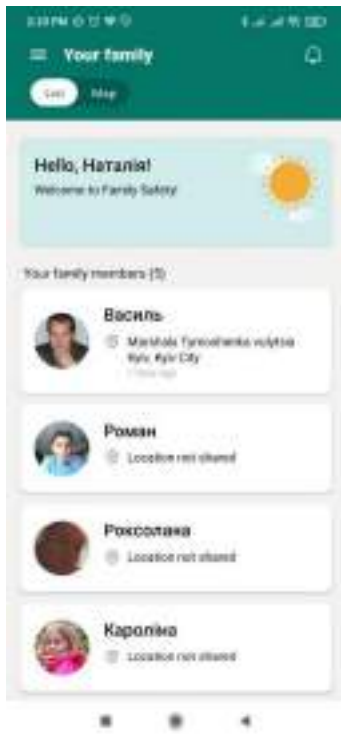 Your family
List Map
Hello, Наталія!
Welcome to Family Safety!
Your family members (5)
Василь
Marshala Tymoshenka vulytsia
Kyiv, Kyiv City
Роман
Location not shared
Роксолана
Location not shared
Кароліна
Location not shared